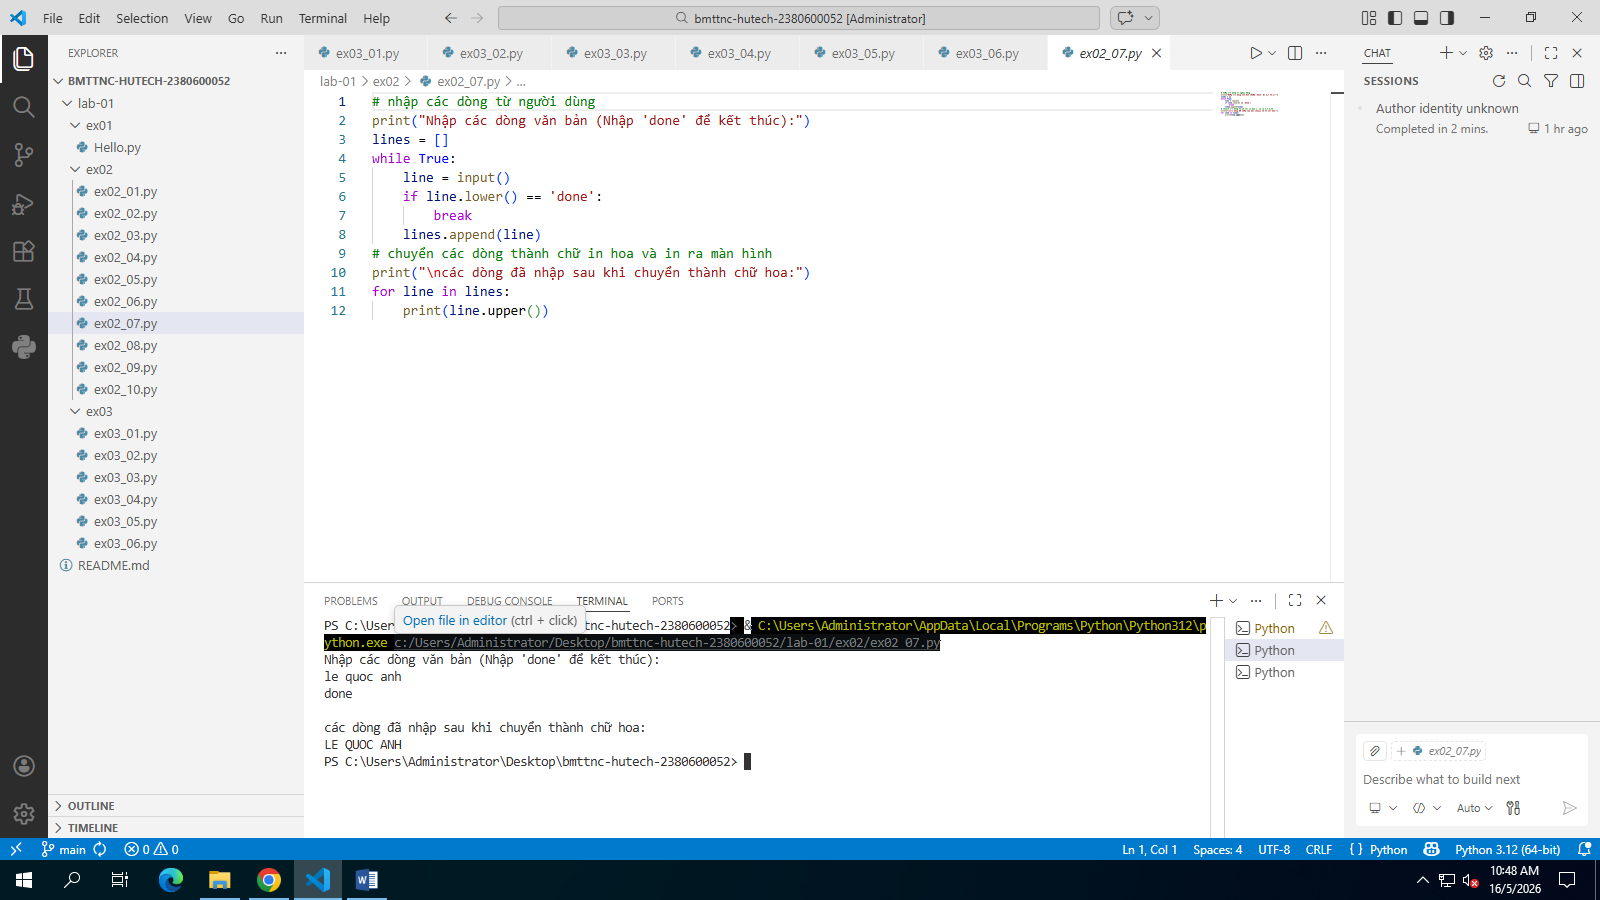 File Edit Selection View Go Run Terminal Help
bmttnc-hutech-2380600052 [Administrator]
EXPLORER
BMTTNC-HUTECH-2380600052
lab-01
ex01
Hello.py
ex02
ex02_01.py
ex02_02.py
ex02_03.py
ex02_04.py
ex02_05.py
ex02_06.py
ex02_07.py
ex02_08.py
ex02_09.py
ex02_10.py
ex03
ex03_01.py
ex03_02.py
ex03_03.py
ex03_04.py
ex03_05.py
ex03_06.py
README.md
OUTLINE
TIMELINE
ex03_01.py ex03_02.py ex03_03.py ex03_04.py ex03_05.py ex03_06.py ex02_07.py
lab-01 > ex02 > ex02_07.py > ...
1 # nhập các dòng từ người dùng
2 print("Nhập các dòng văn bản (Nhập 'done' để kết thúc):")
3 lines = []
4 while True:
5     line = input()
6     if line.lower() == 'done':
7         break
8     lines.append(line)
9 # chuyển các dòng thành chữ in hoa và in ra màn hình
10 print("\ncác dòng đã nhập sau khi chuyển thành chữ hoa:")
11 for line in lines:
12     print(line.upper())
PROBLEMS OUTPUT DEBUG CONSOLE TERMINAL PORTS
Open file in editor (ctrl + click)
PS C:\Users\ttnc-hutech-2380600052> & C:\Users\Administrator\AppData\Local\Programs\Python\Python312\p
ython.exe c:/Users/Administrator/Desktop/bmttnc-hutech-2380600052/lab-01/ex02/ex02_07.py
Nhập các dòng văn bản (Nhập 'done' để kết thúc):
le quoc anh
done
các dòng đã nhập sau khi chuyển thành chữ hoa:
LE QUOC ANH
PS C:\Users\Administrator\Desktop\bmttnc-hutech-2380600052>
Python
Python
Python
CHAT
SESSIONS
Author identity unknown
Completed in 2 mins. 1 hr ago
ex02_07.py
Describe what to build next
Auto
main 0 0 Ln 1, Col 1 Spaces: 4 UTF-8 CRLF { } Python Python 3.12 (64-bit)
10:48 AM
16/5/2026